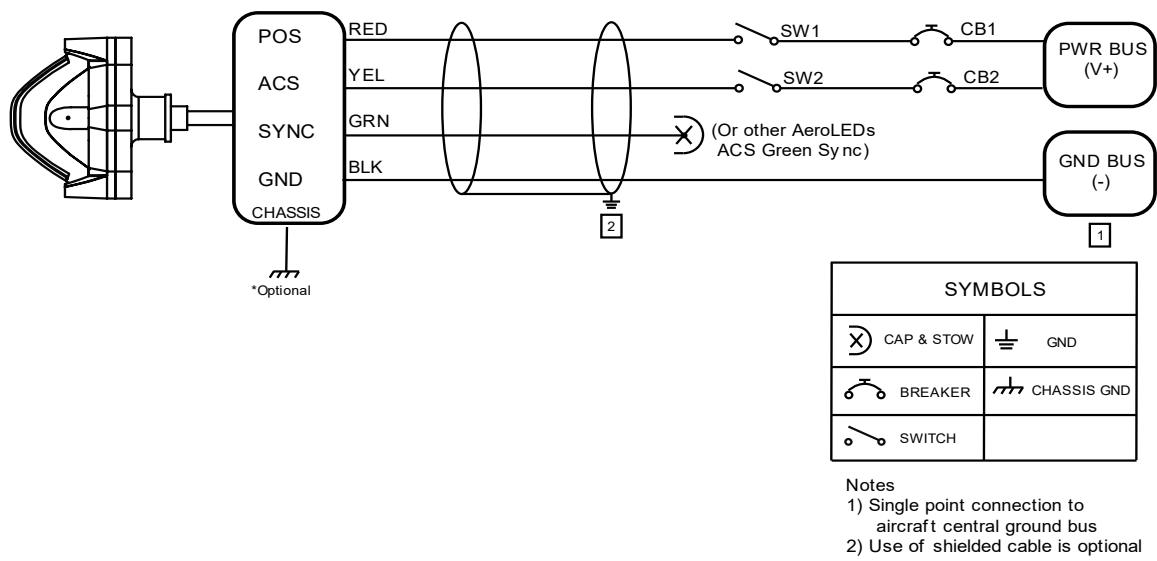 POS
RED
SW1
CB1
PWR BUS
(V+)
ACS
YEL
SW2
CB2
SYNC
GRN
(Or other AeroLEDs
ACS Green Sync)
GND
BLK
GND BUS
(-)
CHASSIS
2
1
*Optional
SYMBOLS
CAP & STOW
GND
BREAKER
CHASSIS GND
SWITCH
Notes
1) Single point connection to
aircraft central ground bus
2) Use of shielded cable is optional